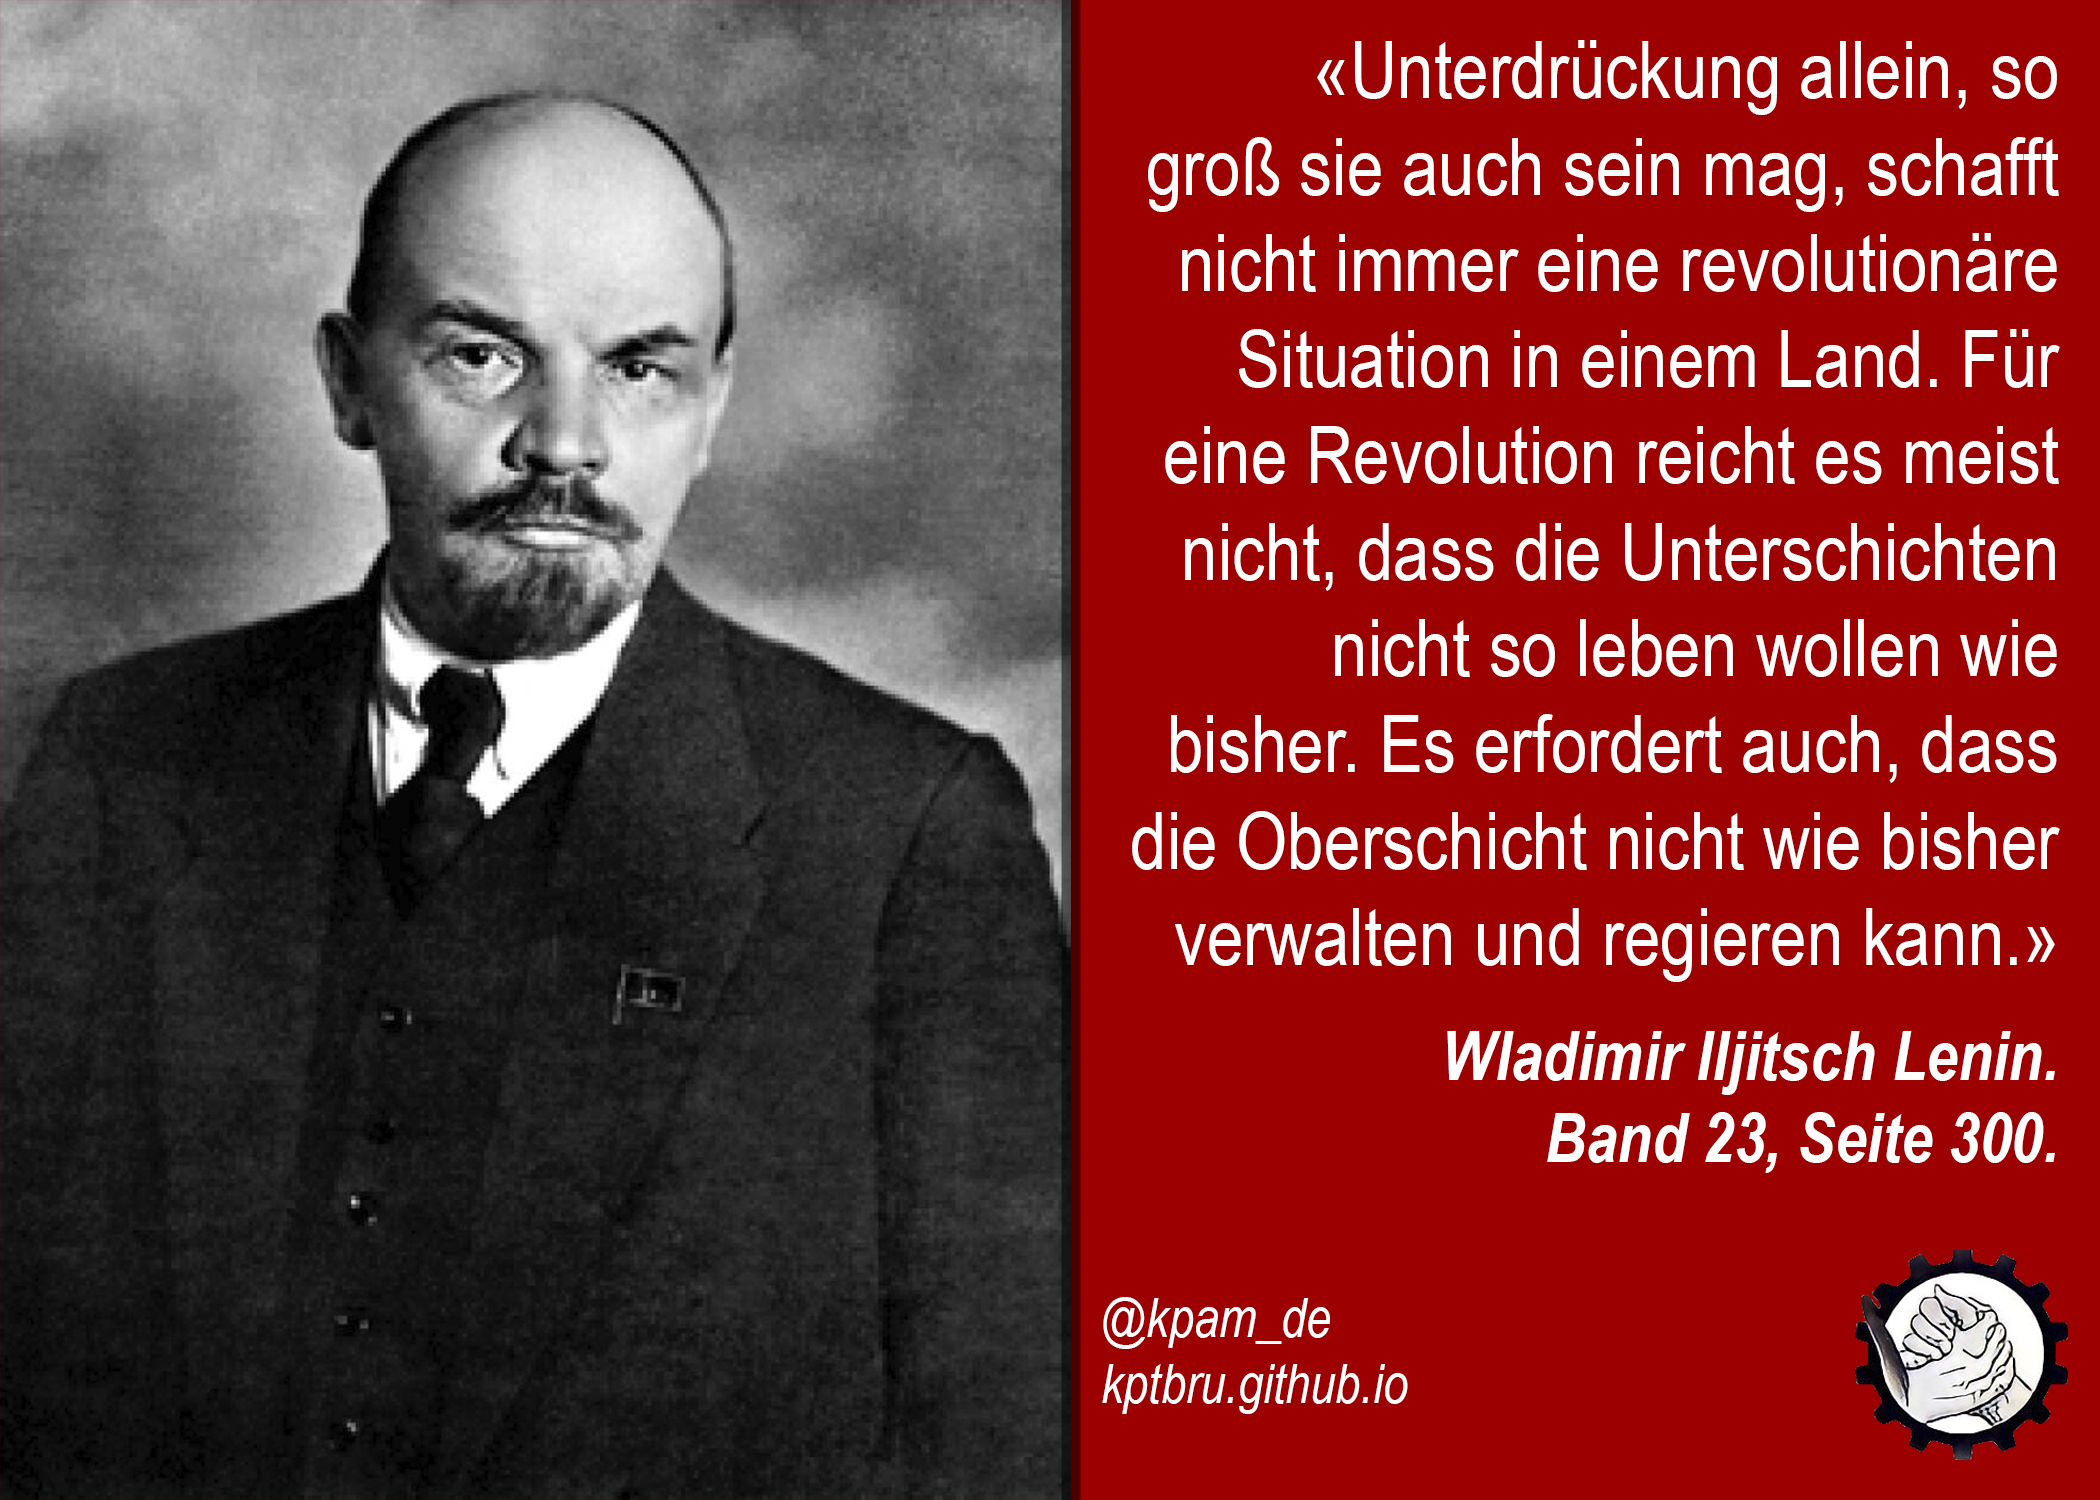 «Unterdrückung allein, so
groß sie auch sein mag, schafft
nicht immer eine revolutionäre
Situation in einem Land. Für
eine Revolution reicht es meist
nicht, dass die Unterschichten
nicht so leben wollen wie
bisher. Es erfordert auch, dass
die Oberschicht nicht wie bisher
verwalten und regieren kann.»
Wladimir Iljitsch Lenin.
Band 23, Seite 300.
@kpam_de
kptbru.github.io